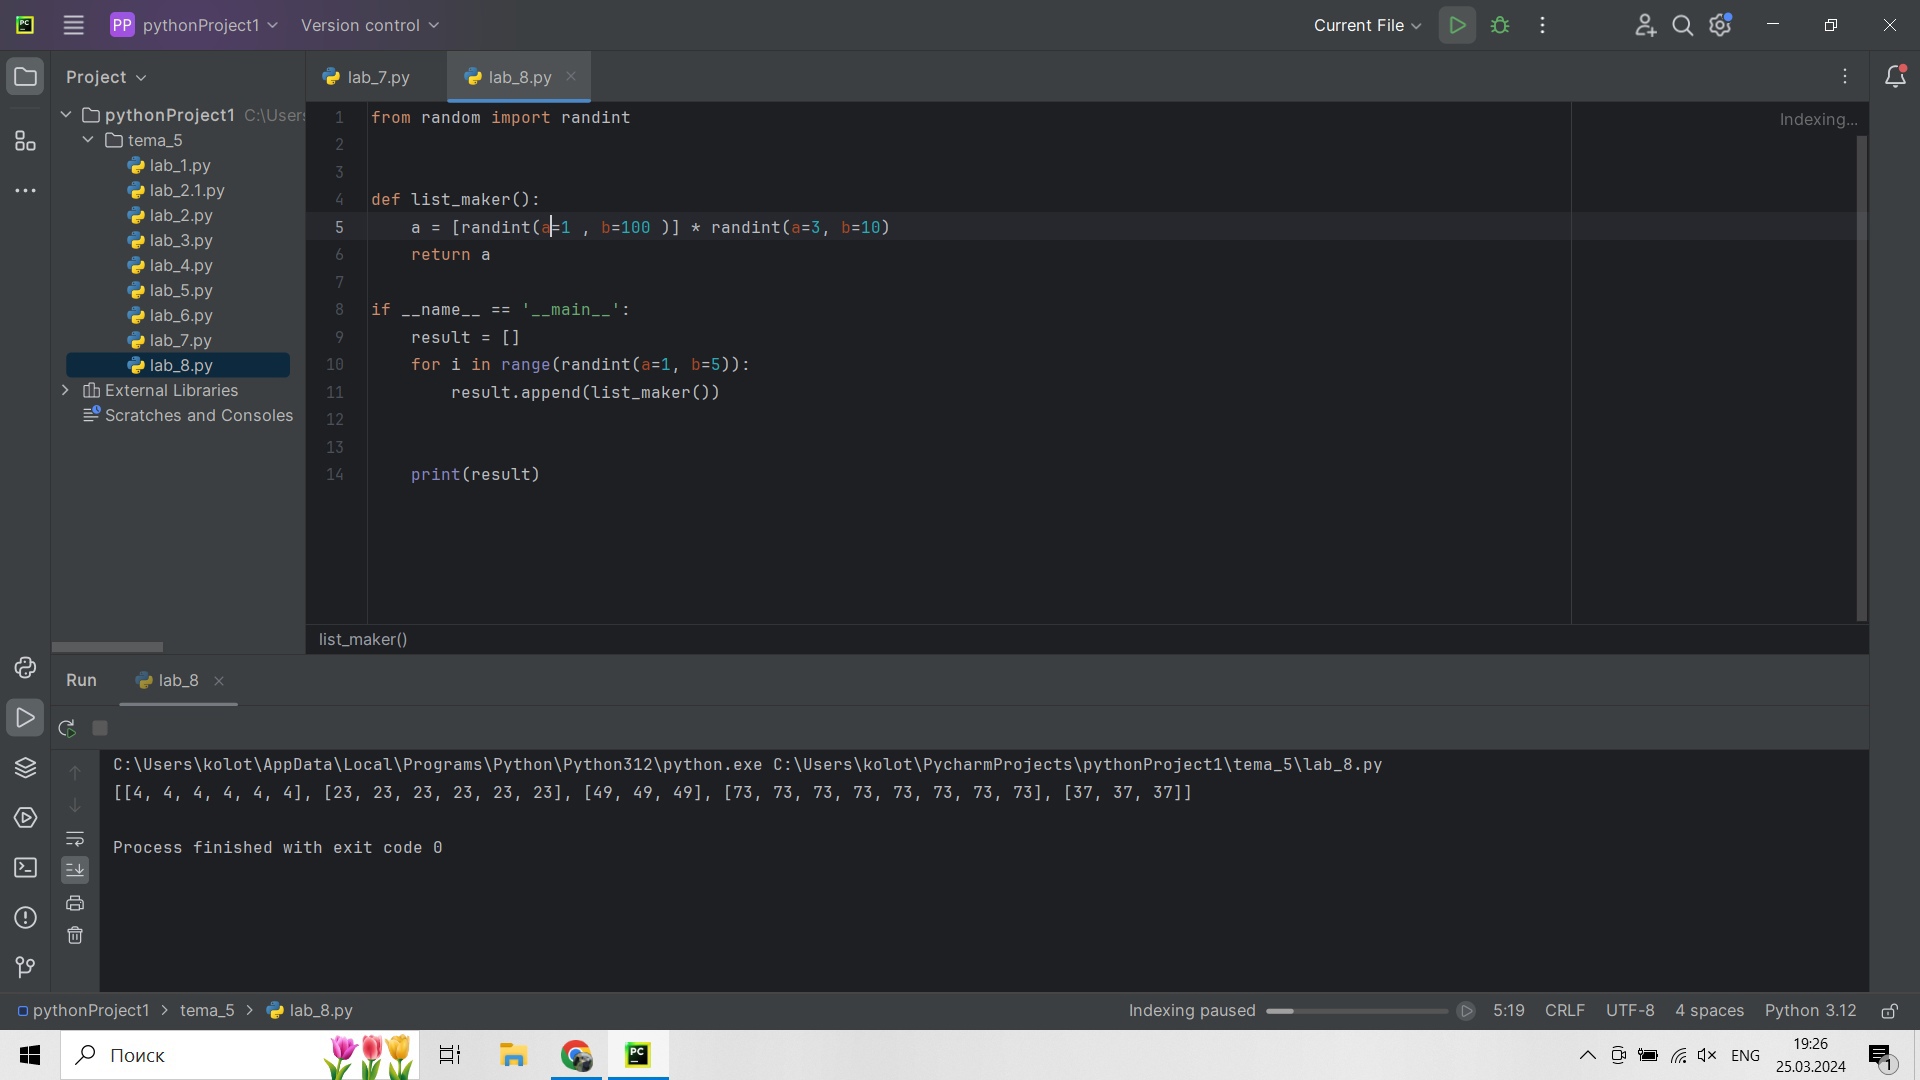 PP pythonProject1 Version control Current File
Project lab_7.py lab_8.py
pythonProject1 C:\Users
tema_5
lab_1.py
lab_2.1.py
lab_2.py
lab_3.py
lab_4.py
lab_5.py
lab_6.py
lab_7.py
lab_8.py
External Libraries
Scratches and Consoles
Indexing...
1 from random import randint
2
3
4 def list_maker():
5     a = [randint(a=1 , b=100 )] * randint(a=3, b=10)
6     return a
7
8 if __name__ == '__main__':
9     result = []
10     for i in range(randint(a=1, b=5)):
11         result.append(list_maker())
12
13
14     print(result)
list_maker()
Run lab_8
C:\Users\kolot\AppData\Local\Programs\Python\Python312\python.exe C:\Users\kolot\PycharmProjects\pythonProject1\tema_5\lab_8.py
[[4, 4, 4, 4, 4, 4], [23, 23, 23, 23, 23, 23], [49, 49, 49], [73, 73, 73, 73, 73, 73, 73, 73], [37, 37, 37]]
Process finished with exit code 0
pythonProject1 > tema_5 > lab_8.py Indexing paused 5:19 CRLF UTF-8 4 spaces Python 3.12
Поиск PC ENG 19:26
25.03.2024 1